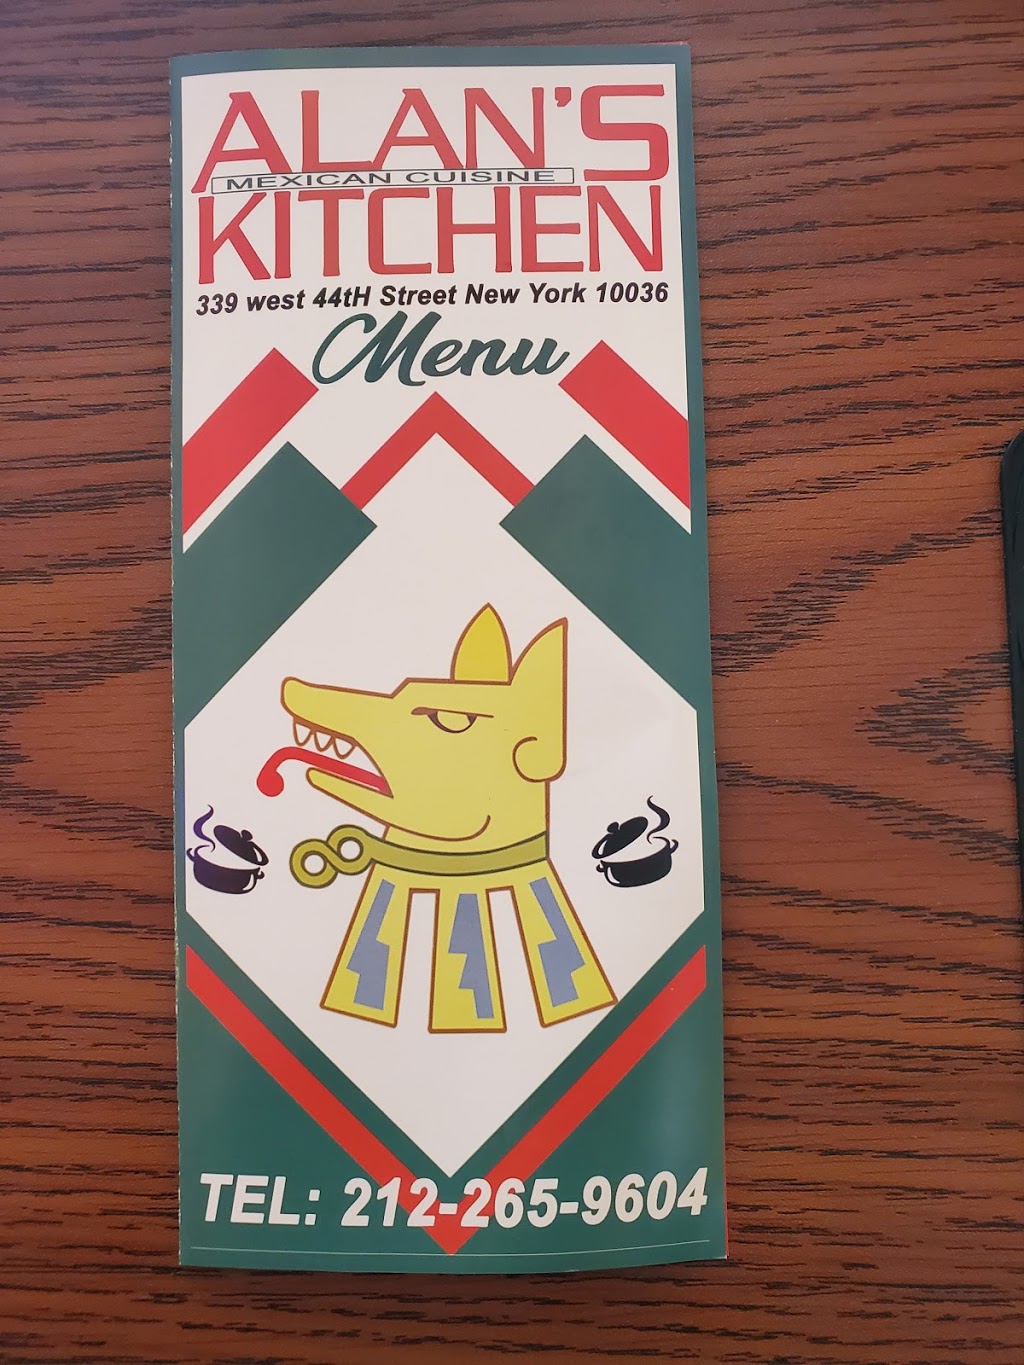 ALAN'S
MEXICAN CUISINE
KITCHEN
339 west 44tH Street New York 10036
Menu
TEL: 212-265-9604